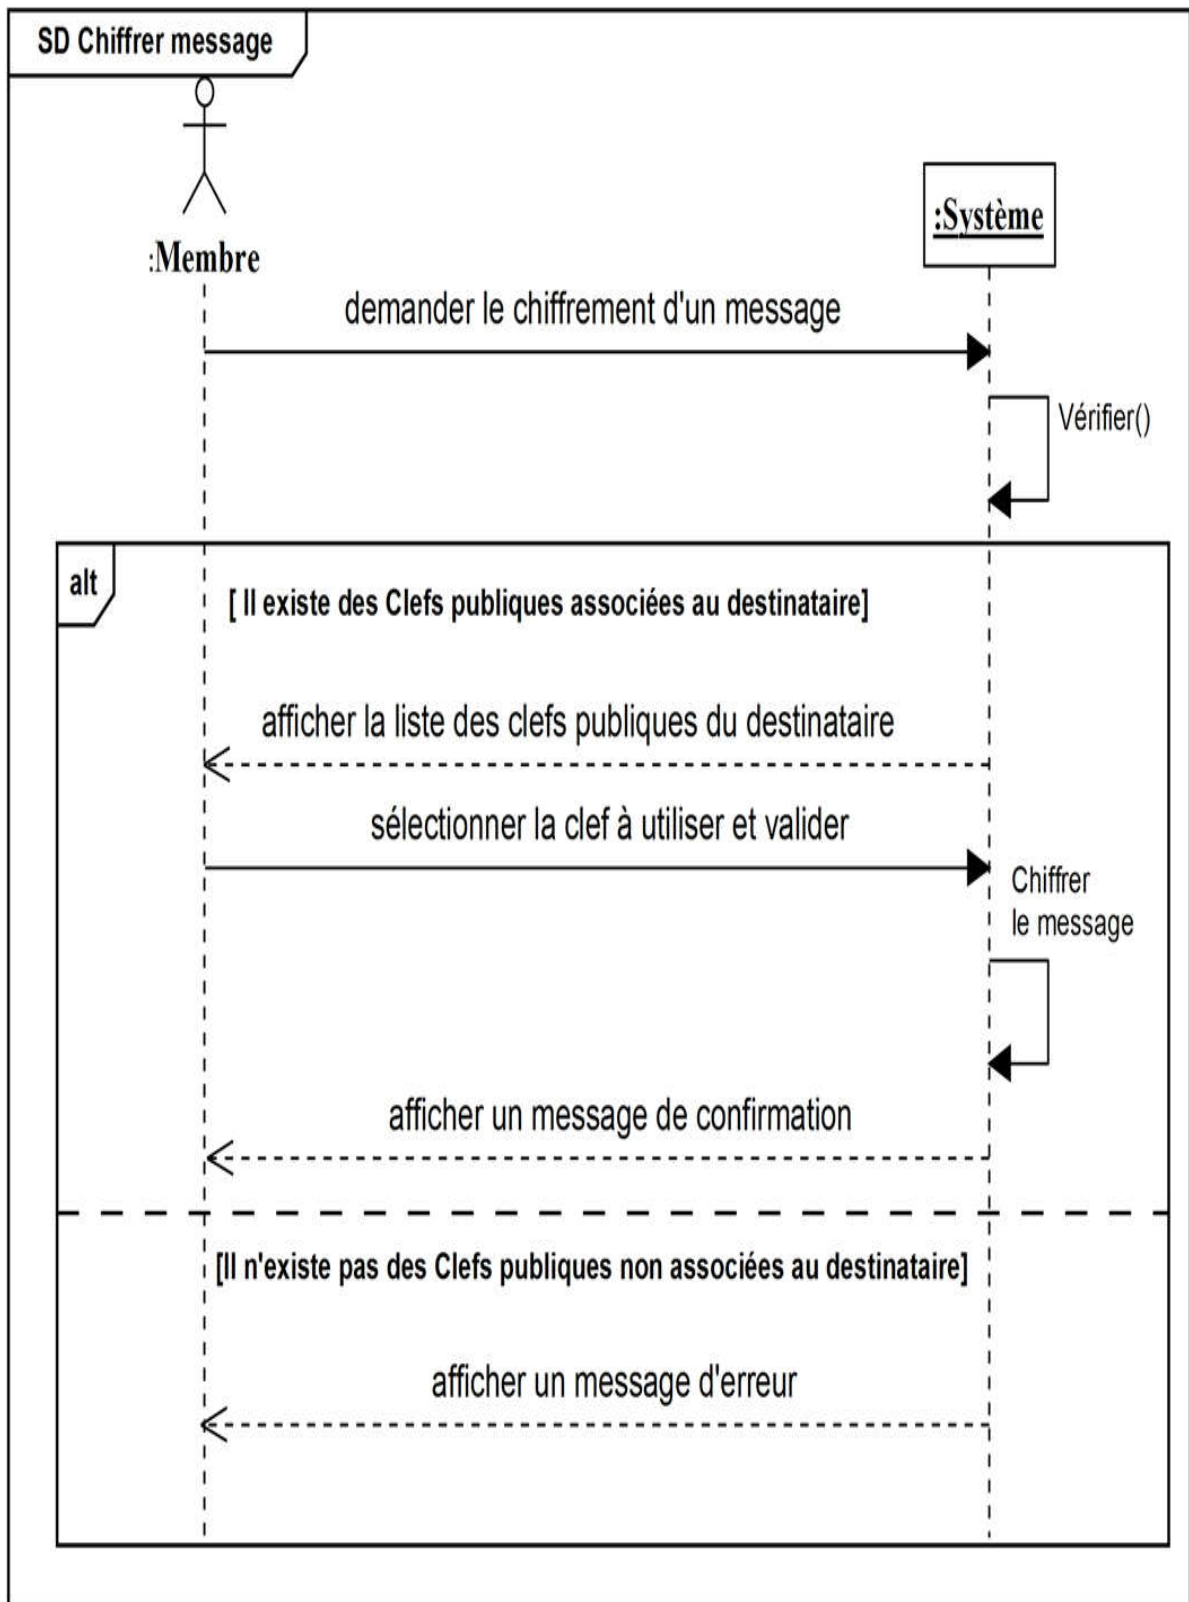 SD Chiffrer message
:Système
:Membre
demander le chiffrement d'un message
Vérifier()
alt
[ Il existe des Clefs publiques associées au destinataire]
afficher la liste des clefs publiques du destinataire
sélectionner la clef à utiliser et valider
Chiffrer
le message
afficher un message de confirmation
[Il n'existe pas des Clefs publiques non associées au destinataire]
afficher un message d'erreur